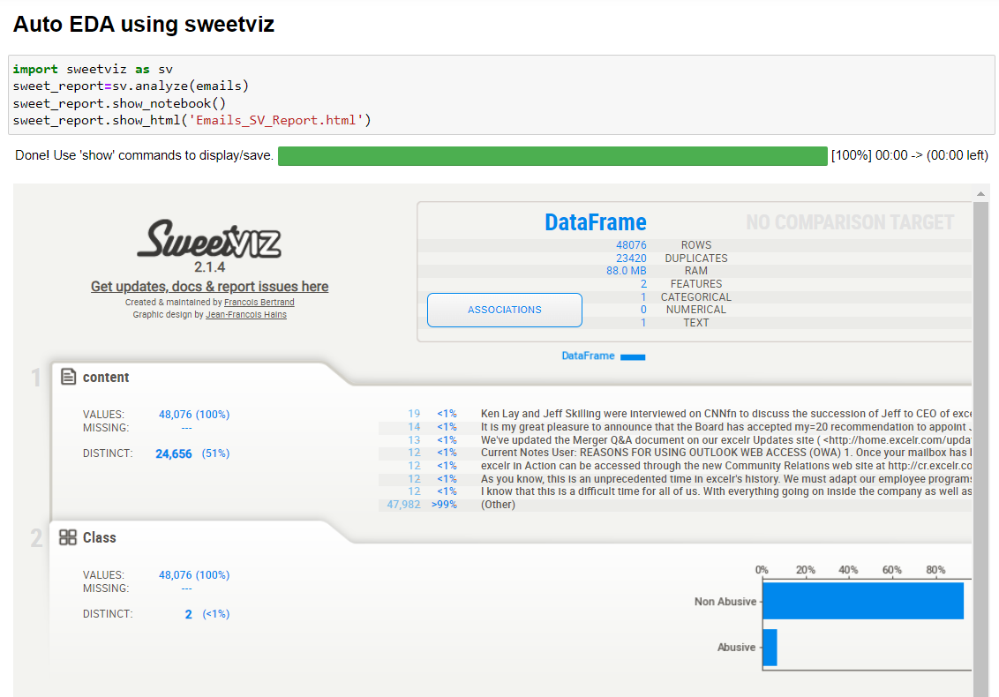 Auto EDA using sweetviz
import sweetviz as sv
sweet_report=sv.analyze(emails)
sweet_report.show_notebook()
sweet_report.show_html('Emails_SV_Report.html')
Done! Use 'show' commands to display/save. [100%] 00:00 -> (00:00 left)
SweetVIZ
2.1.4
Get updates, docs & report issues here
Created & maintained by Francois Bertrand
Graphic design by Jean-Francois Hains
DataFrame NO COMPARISON TARGET
48076 ROWS
23420 DUPLICATES
88.0 MB RAM
2 FEATURES
1 CATEGORICAL
0 NUMERICAL
1 TEXT
ASSOCIATIONS
DataFrame
1 content
VALUES: 48,076 (100%)
MISSING: ---
DISTINCT: 24,656 (51%)
19 <1% Ken Lay and Jeff Skilling were interviewed on CNNfn to discuss the succession of Jeff to CEO of exce
14 <1% It is my great pleasure to announce that the Board has accepted my=20 recommendation to appoint
13 <1% We've updated the Merger Q&A document on our excelr Updates site ( <http://home.excelr.com/upda
12 <1% Current Notes User: REASONS FOR USING OUTLOOK WEB ACCESS (OWA) 1. Once your mailbox has
12 <1% excelr in Action can be accessed through the new Community Relations web site at http://cr.excelr.co
12 <1% As you know, this is an unprecedented time in excelr's history. We must adapt our employee programs
12 <1% I know that this is a difficult time for all of us. With everything going on inside the company as well as
47,982 >99% (Other)
2 Class
VALUES: 48,076 (100%)
MISSING: ---
DISTINCT: 2 (<1%)
0% 20% 40% 60% 80%
Non Abusive
Abusive